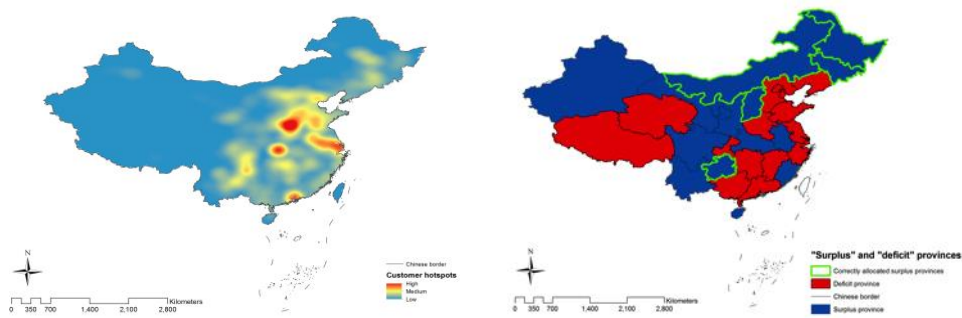 N
0 350 700 1,400 2,100 2,800
Kilometers
Chinese border
Customer hotspots
High
Medium
Low
N
0 350 700 1,400 2,100 2,800
Kilometers
"Surplus" and "deficit" provinces
Correctly allocated surplus provinces
Deficit province
Chinese border
Surplus province